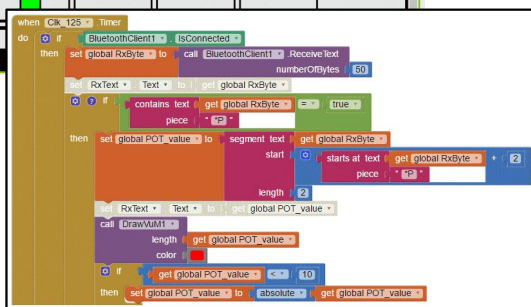 when Clk_125 . Timer
do if BluetoothClient1 . IsConnected
then set global RxByte to call BluetoothClient1 .ReceiveText
numberOfBytes 50
set RxText . Text to get global RxByte
if contains text get global RxByte = true
piece " *P "
then set global POT_value to segment text get global RxByte
start starts at text get global RxByte + 2
piece " *P "
length 2
set RxText . Text to get global POT_value
call DrawVuM1
length get global POT_value
color
if get global POT_value < 10
then set global POT_value to absolute get global POT_value